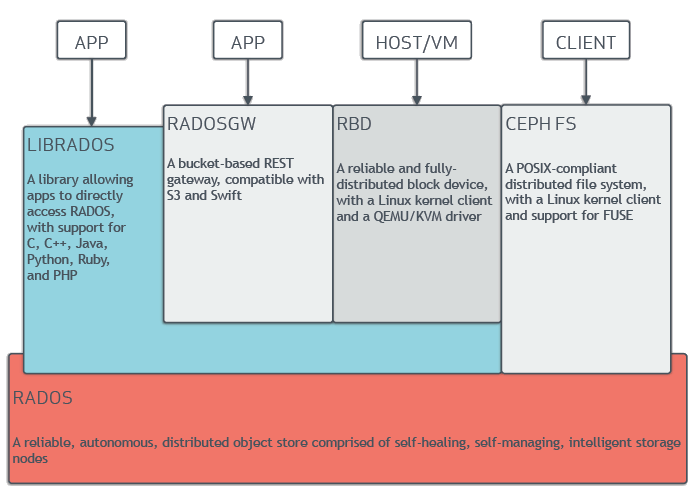 APP
APP
HOST/VM
CLIENT
LIBRADOS
A library allowing
apps to directly
access RADOS,
with support for
C, C++, Java,
Python, Ruby,
and PHP
RADOSGW
A bucket-based REST
gateway, compatible with
S3 and Swift
RBD
A reliable and fully-
distributed block device,
with a Linux kernel client
and a QEMU/KVM driver
CEPH FS
A POSIX-compliant
distributed file system,
with a Linux kernel client
and support for FUSE
RADOS
A reliable, autonomous, distributed object store comprised of self-healing, self-managing, intelligent storage
nodes